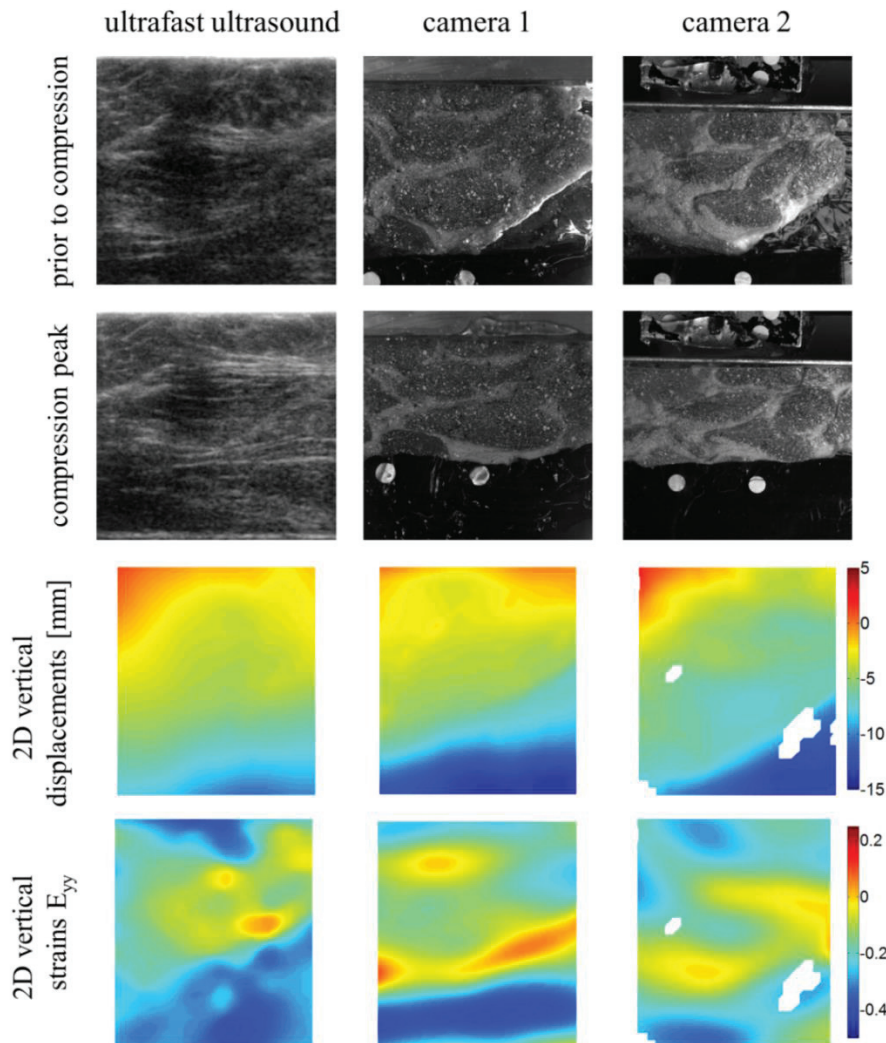 ultrafast ultrasound camera 1 camera 2
prior to compression
compression peak
2D vertical
displacements [mm]
5
0
-5
-10
-15
2D vertical
strains Eyy
0.2
0
-0.2
-0.4